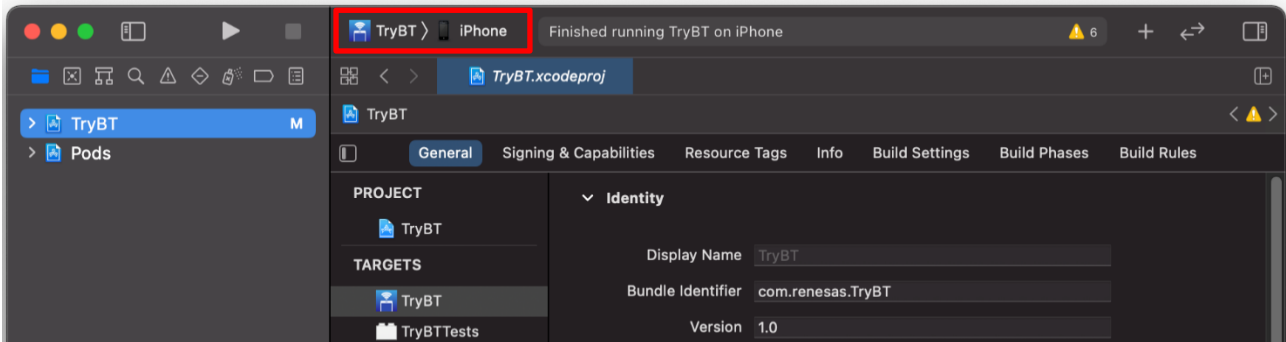 TryBT 〉 iPhone
Finished running TryBT on iPhone
6
TryBT.xcodeproj
TryBT M
Pods
TryBT
General Signing & Capabilities Resource Tags Info Build Settings Build Phases Build Rules
PROJECT
TryBT
TARGETS
TryBT
TryBTTests
Identity
Display Name TryBT
Bundle Identifier com.renesas.TryBT
Version 1.0